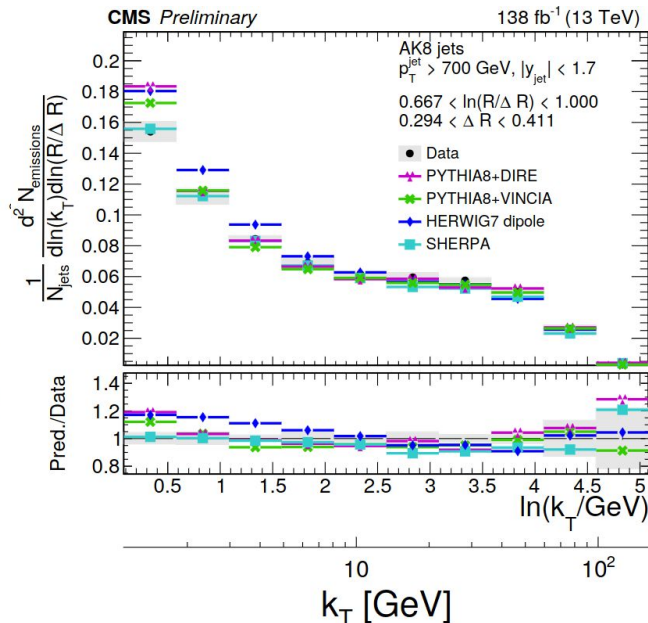 CMS Preliminary 138 fb⁻¹ (13 TeV)
AK8 jets
p_T^jet > 700 GeV, |y_jet| < 1.7
0.667 < ln(R/Δ R) < 1.000
0.294 < Δ R < 0.411
Data
PYTHIA8+DIRE
PYTHIA8+VINCIA
HERWIG7 dipole
SHERPA
1/N_jets d² N_emissions / dln(k_T)dln(R/Δ R)
0.2
0.18
0.16
0.14
0.12
0.1
0.08
0.06
0.04
0.02
Pred./Data
1.4
1.2
1
0.8
0.5 1 1.5 2 2.5 3 3.5 4 4.5 5
ln(k_T/GeV)
10 10²
k_T [GeV]